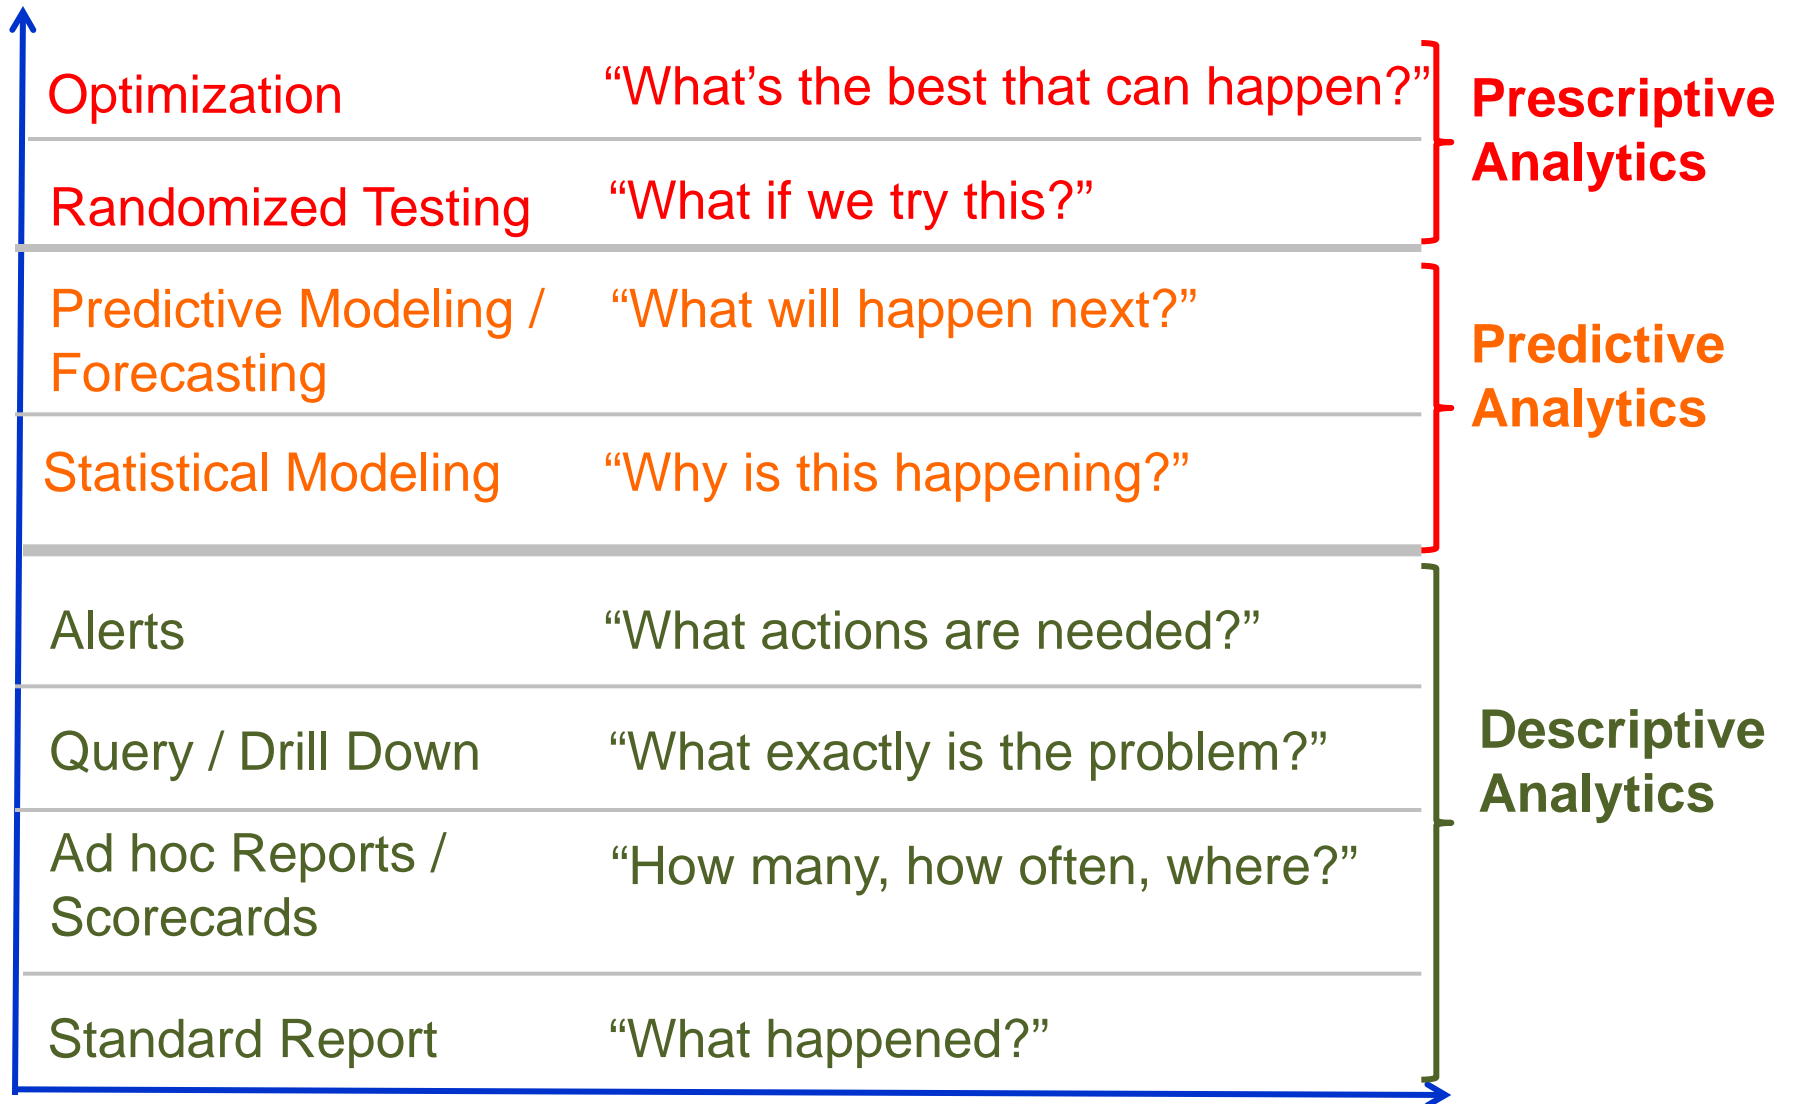 Optimization “What’s the best that can happen?”
Prescriptive
Analytics
Randomized Testing “What if we try this?”
Predictive Modeling / “What will happen next?”
Forecasting
Predictive
Analytics
Statistical Modeling “Why is this happening?”
Alerts “What actions are needed?”
Query / Drill Down “What exactly is the problem?”
Descriptive
Analytics
Ad hoc Reports / “How many, how often, where?”
Scorecards
Standard Report “What happened?”